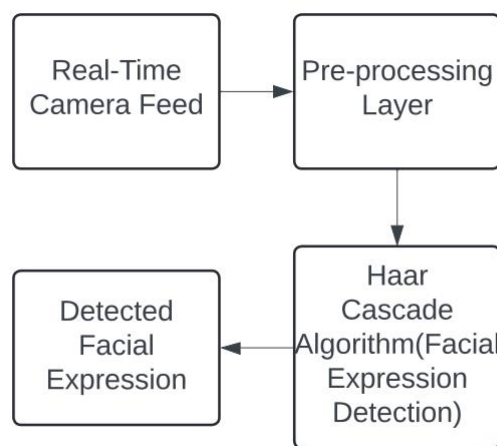 Real-Time
Camera Feed
Pre-processing
Layer
Haar
Cascade
Algorithm(Facial
Expression
Detection)
Detected
Facial
Expression